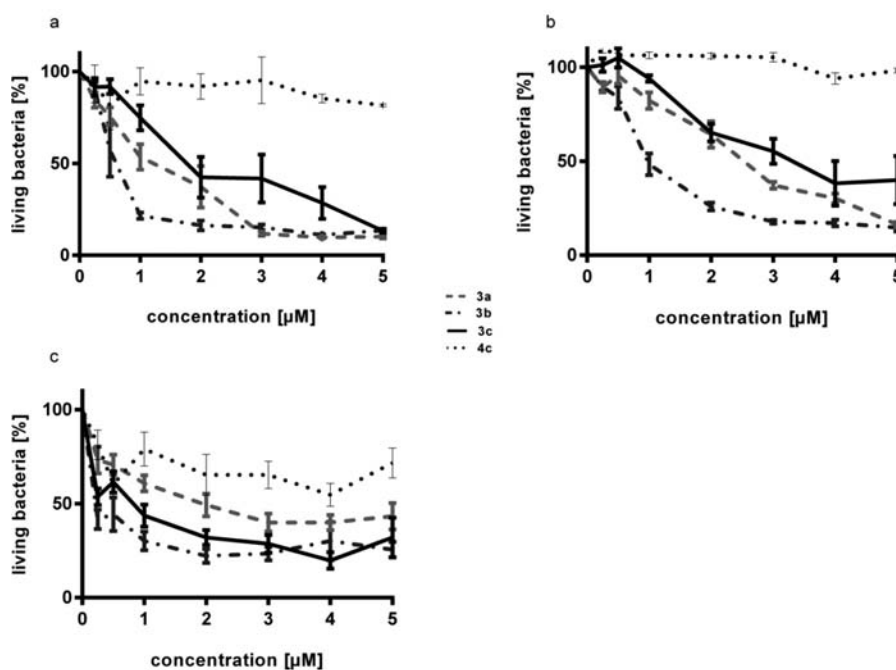 a
100
50
0
living bacteria [%]
0 1 2 3 4 5
concentration [µM]
b
100
50
0
living bacteria [%]
0 1 2 3 4 5
concentration [µM]
3a
3b
3c
4c
c
100
50
0
living bacteria [%]
0 1 2 3 4 5
concentration [µM]